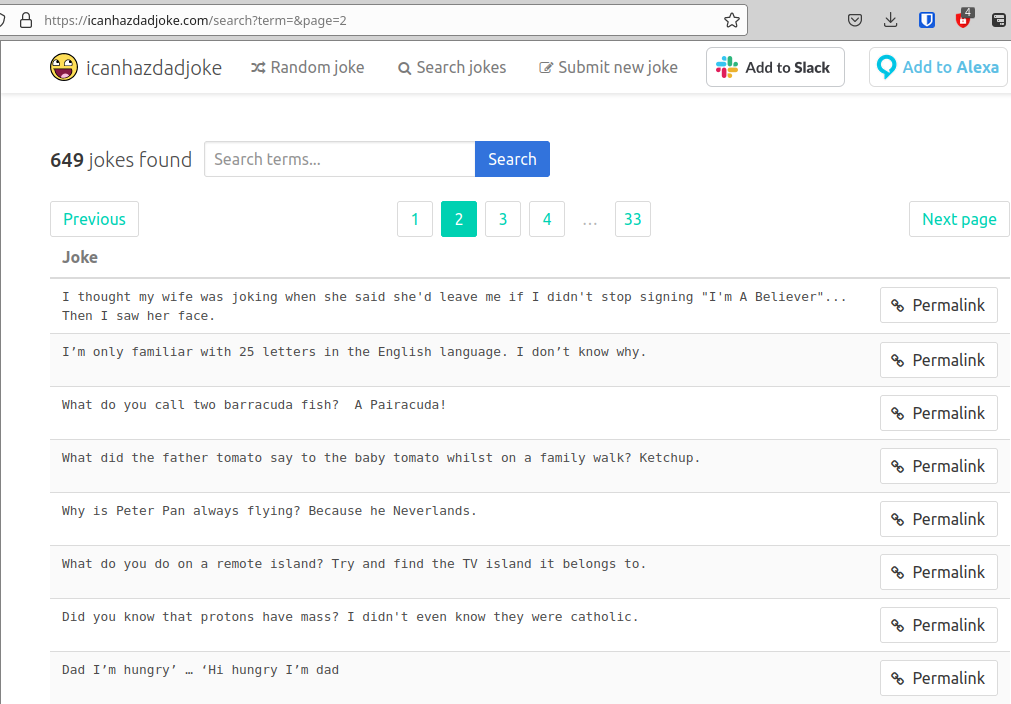 https://icanhazdadjoke.com/search?term=&page=2
4
icanhazdadjoke Random joke Search jokes Submit new joke Add to Slack Add to Alexa
649 jokes found Search terms... Search
Previous 1 2 3 4 ... 33 Next page
Joke
I thought my wife was joking when she said she'd leave me if I didn't stop signing "I'm A Believer"... Permalink
Then I saw her face.
I’m only familiar with 25 letters in the English language. I don’t know why. Permalink
What do you call two barracuda fish?  A Pairacuda! Permalink
What did the father tomato say to the baby tomato whilst on a family walk? Ketchup. Permalink
Why is Peter Pan always flying? Because he Neverlands. Permalink
What do you do on a remote island? Try and find the TV island it belongs to. Permalink
Did you know that protons have mass? I didn't even know they were catholic. Permalink
Dad I’m hungry’ … ‘Hi hungry I’m dad Permalink